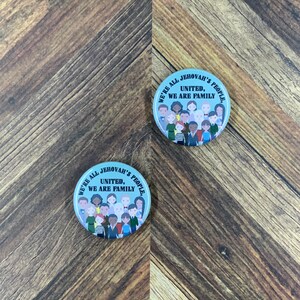 WE'RE ALL JEHOVAH'S PEOPLE,
UNITED,
WE ARE FAMILY
WE'RE ALL JEHOVAH'S PEOPLE,
UNITED,
WE ARE FAMILY